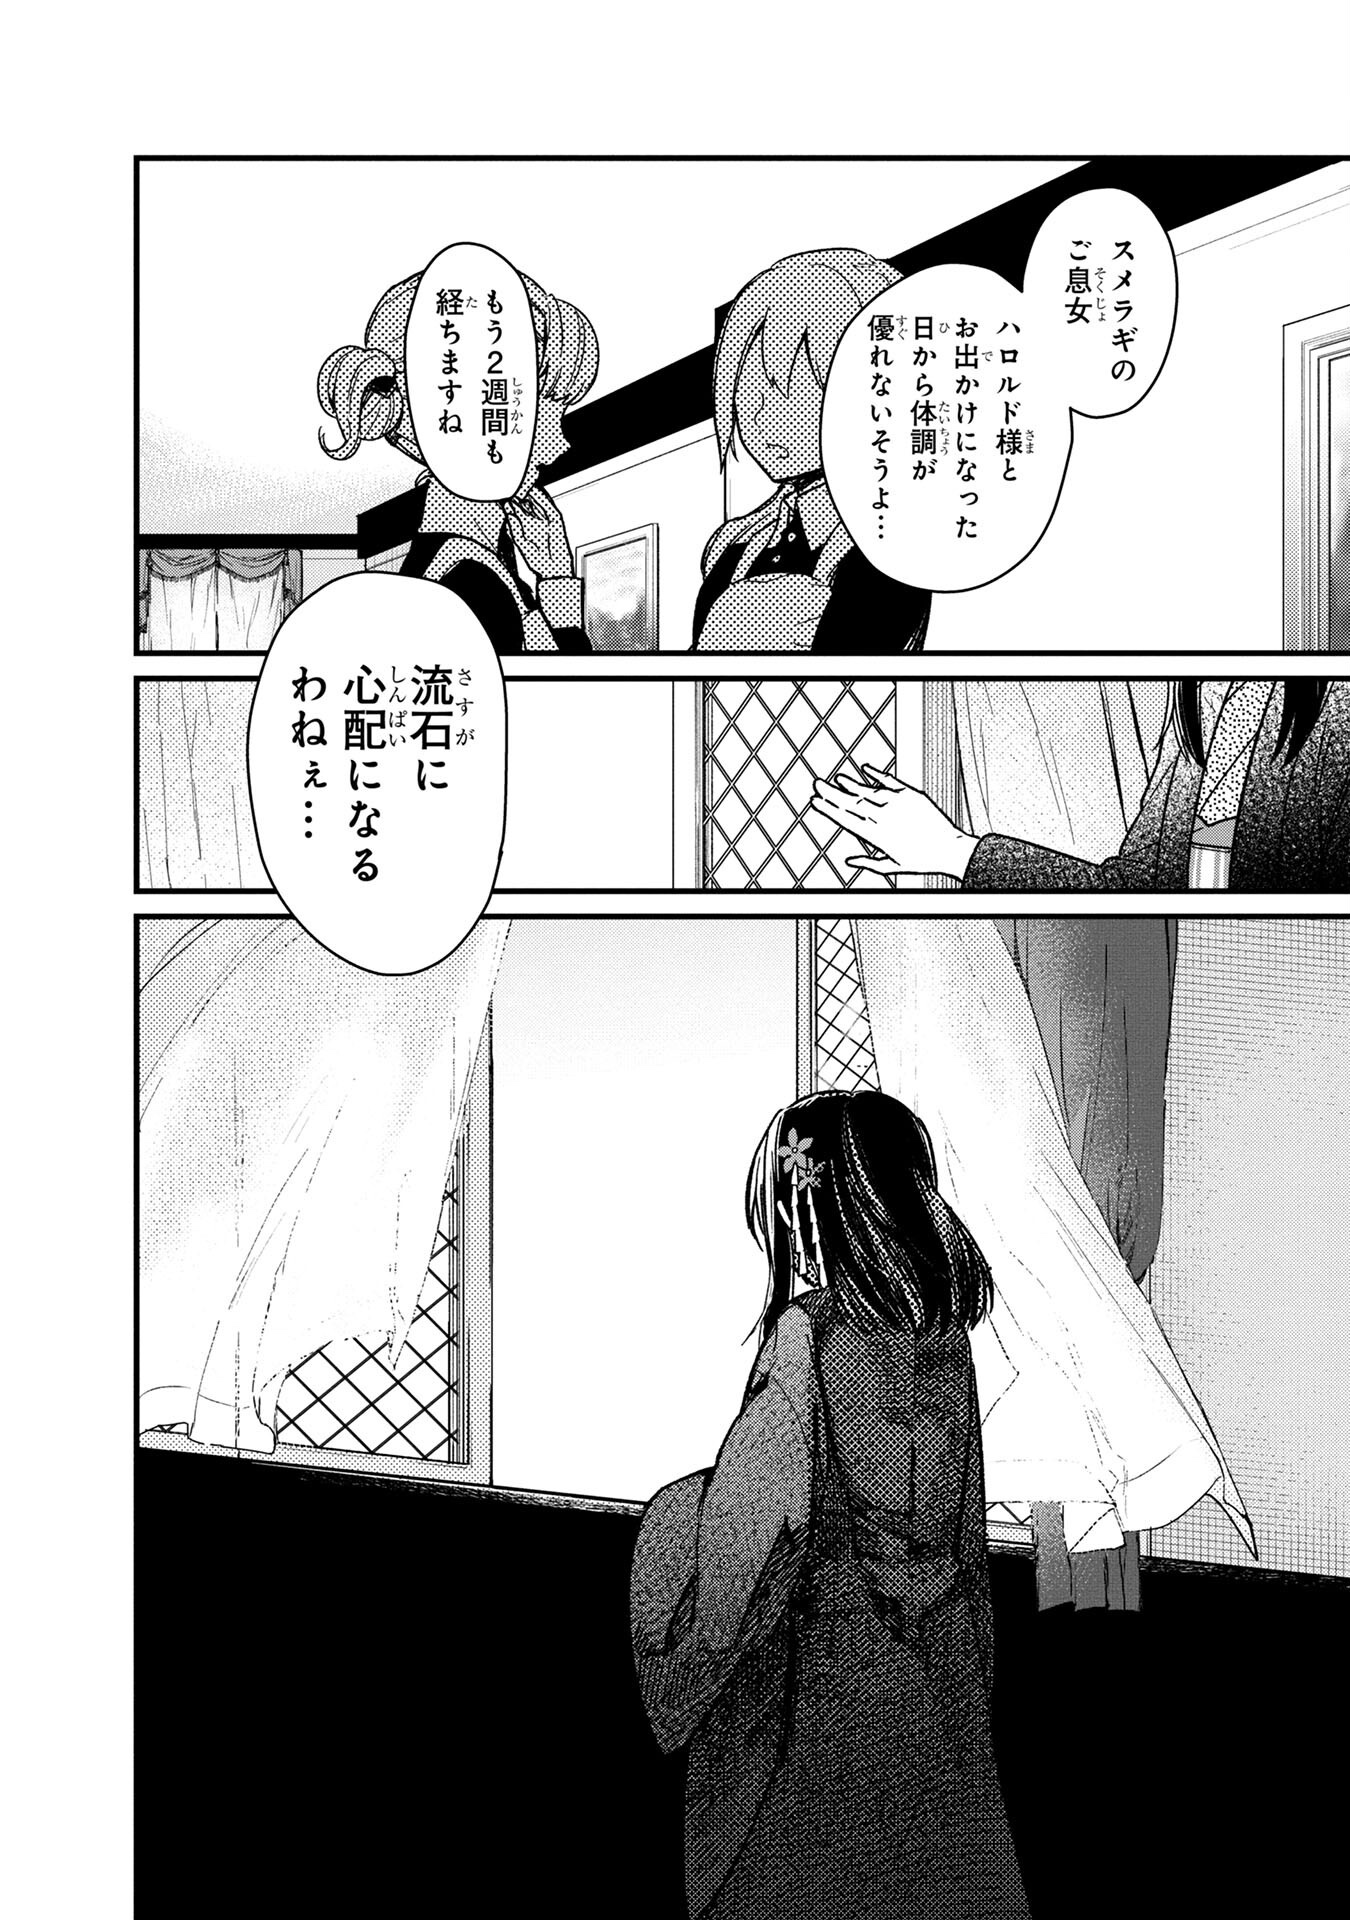 スメラギの
ご息女
ハロルド様と
お出かけになった
日から体調が
優れないそうよ…
もう2週間も
経ちますね
流石に
心配になる
わねぇ…